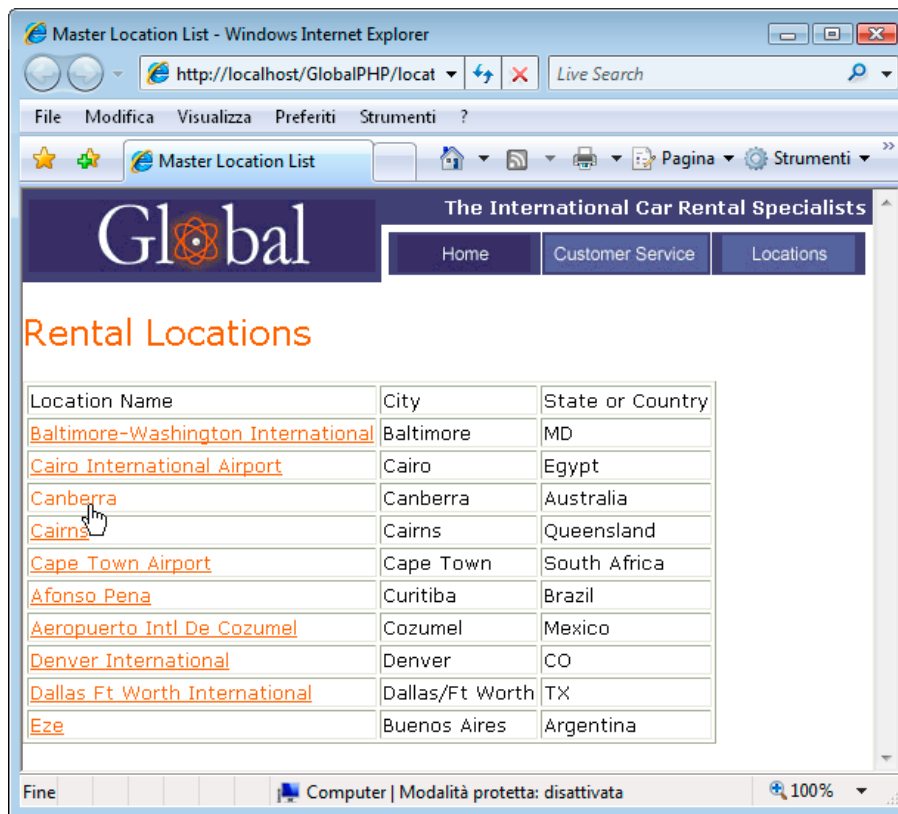 Master Location List - Windows Internet Explorer
http://localhost/GlobalPHP/locat Live Search
File Modifica Visualizza Preferiti Strumenti ?
Master Location List Pagina Strumenti »
Global The International Car Rental Specialists
Home Customer Service Locations
Rental Locations
Location Name City State or Country
Baltimore-Washington International Baltimore MD
Cairo International Airport Cairo Egypt
Canberra Canberra Australia
Cairns Cairns Queensland
Cape Town Airport Cape Town South Africa
Afonso Pena Curitiba Brazil
Aeropuerto Intl De Cozumel Cozumel Mexico
Denver International Denver CO
Dallas Ft Worth International Dallas/Ft Worth TX
Eze Buenos Aires Argentina
Fine Computer | Modalità protetta: disattivata 100%